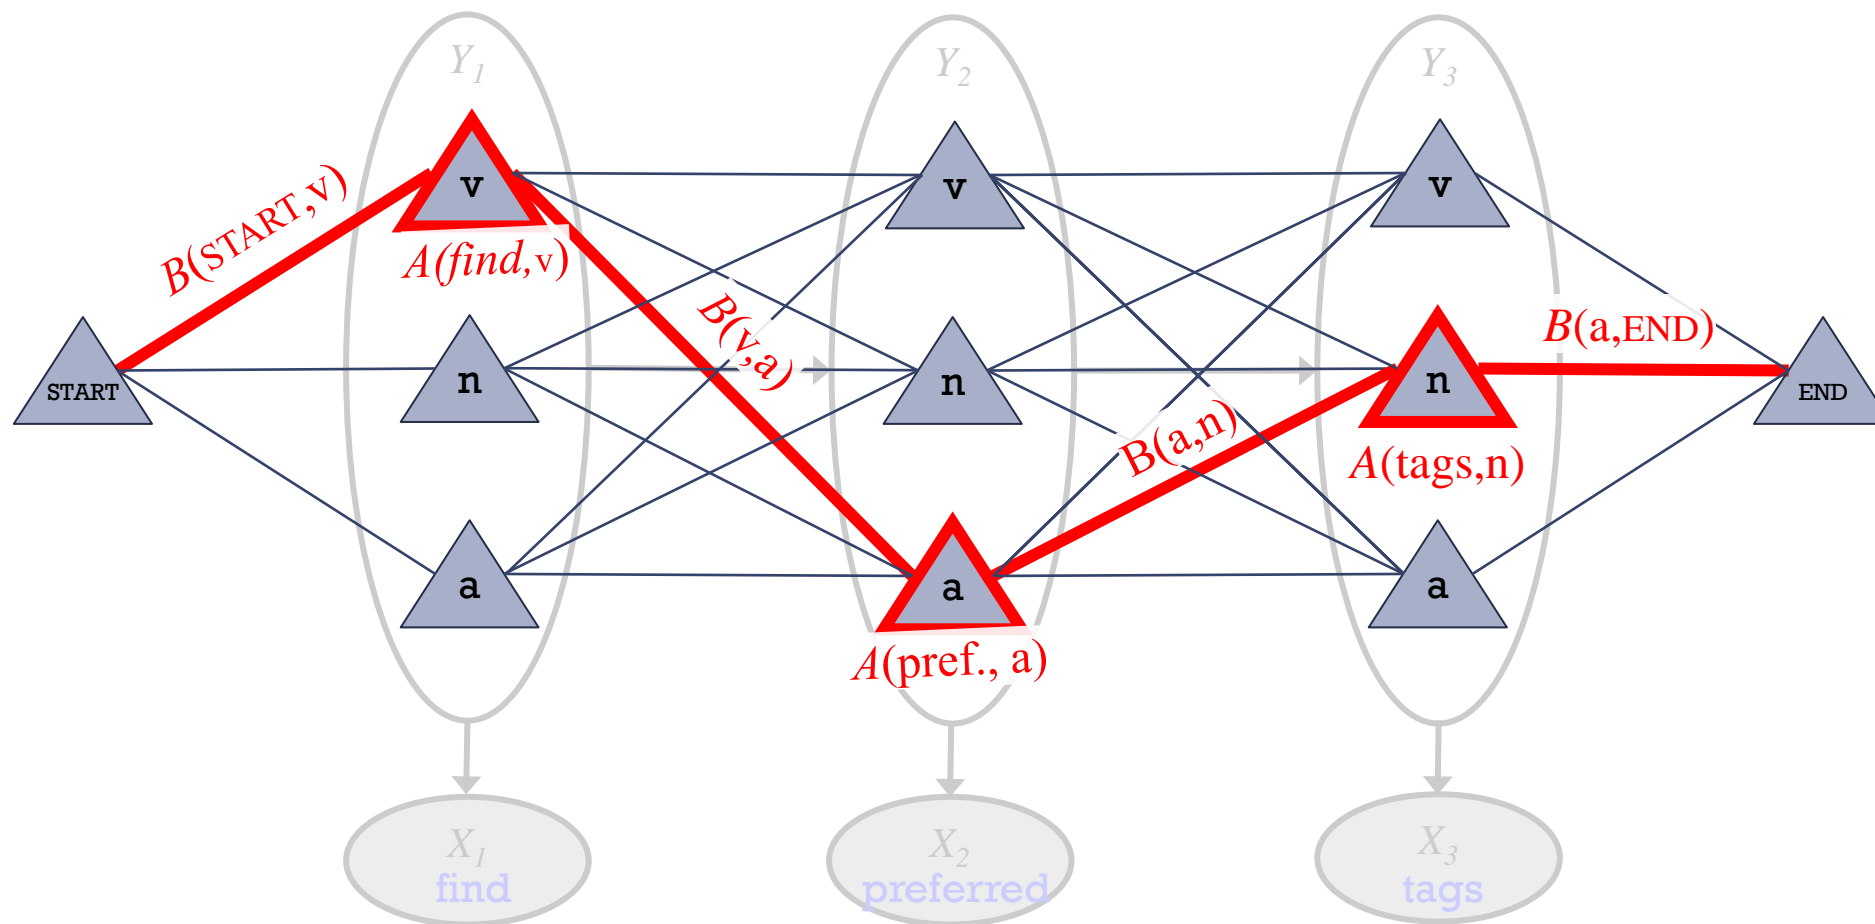 Y1
Y2
Y3
v
v
v
B(START,v)
A(find,v)
B(v,a)
B(a,END)
START
n
n
n
END
B(a,n)
A(tags,n)
a
a
a
A(pref., a)
X1
X2
X3
find
preferred
tags